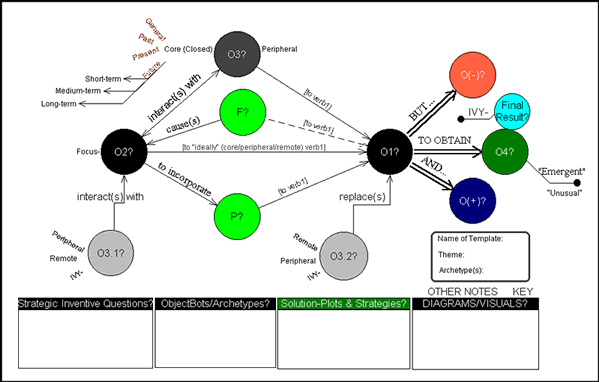 General
Past
Present
Future
Core (Closed)
O3?
Peripheral
O(-)?
Short-term
Medium-term
Long-term
interact(s) with
[to verb1]
BUT...
IVY-
Final
Result?
F?
cause(s)
[to verb1]
Focus-
O2?
[to "ideally" (core/peripheral/remote) verb1]
O1?
TO OBTAIN
O4?
to incorporate
AND...
"Emergent"
"Unusual"
interact(s) with
P?
[to verb1]
replace(s)
O(+)?
Peripheral
Remote
IVY-
O3.1?
Remote
Peripheral
IVY-
O3.2?
Name of Template:
Theme:
Archetype(s):
OTHER NOTES KEY
Strategic Inventive Questions?
ObjectBots/Archetypes?
Solution-Plots & Strategies?
DIAGRAMS/VISUALS?